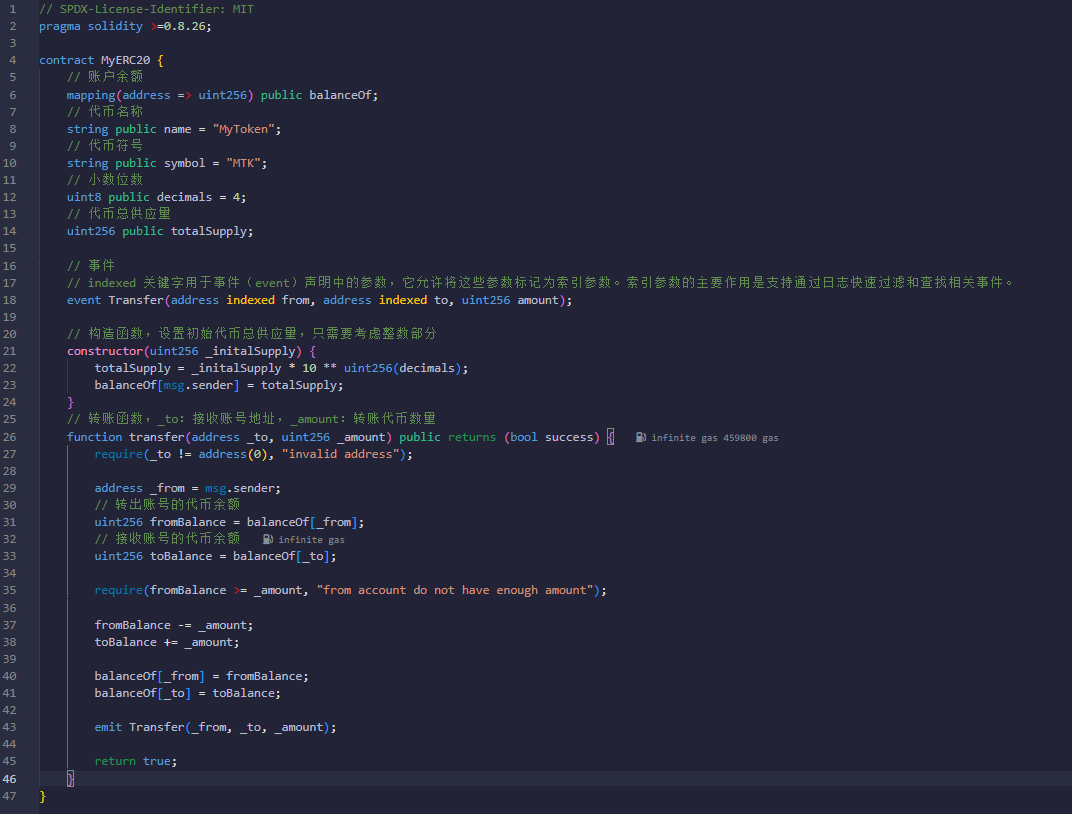 1 // SPDX-License-Identifier: MIT
2 pragma solidity >=0.8.26;
3
4 contract MyERC20 {
5 // 账户余额
6 mapping(address => uint256) public balanceOf;
7 // 代币名称
8 string public name = "MyToken";
9 // 代币符号
10 string public symbol = "MTK";
11 // 小数位数
12 uint8 public decimals = 4;
13 // 代币总供应量
14 uint256 public totalSupply;
15
16 // 事件
17 // indexed 关键字用于事件（event）声明中的参数，它允许将这些参数标记为索引参数。索引参数的主要作用是支持通过日志快速过滤和查找相关事件。
18 event Transfer(address indexed from, address indexed to, uint256 amount);
19
20 // 构造函数，设置初始代币总供应量，只需要考虑整数部分
21 constructor(uint256 _initalSupply) {
22 totalSupply = _initalSupply * 10 ** uint256(decimals);
23 balanceOf[msg.sender] = totalSupply;
24 }
25 // 转账函数，_to：接收账号地址，_amount：转账代币数量
26 function transfer(address _to, uint256 _amount) public returns (bool success) { infinite gas 459800 gas
27 require(_to != address(0), "invalid address");
28
29 address _from = msg.sender;
30 // 转出账号的代币余额
31 uint256 fromBalance = balanceOf[_from];
32 // 接收账号的代币余额 infinite gas
33 uint256 toBalance = balanceOf[_to];
34
35 require(fromBalance >= _amount, "from account do not have enough amount");
36
37 fromBalance -= _amount;
38 toBalance += _amount;
39
40 balanceOf[_from] = fromBalance;
41 balanceOf[_to] = toBalance;
42
43 emit Transfer(_from, _to, _amount);
44
45 return true;
46 }
47 }